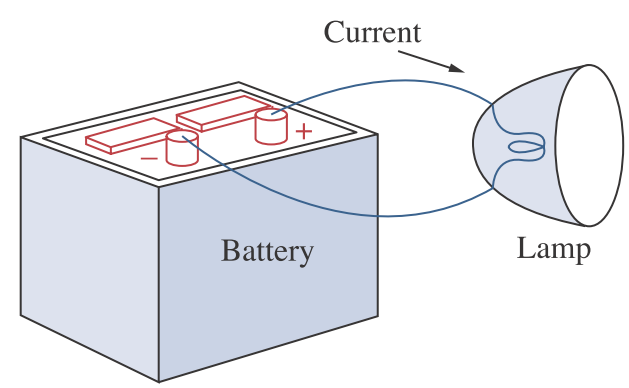 Current
+
−
Battery
Lamp